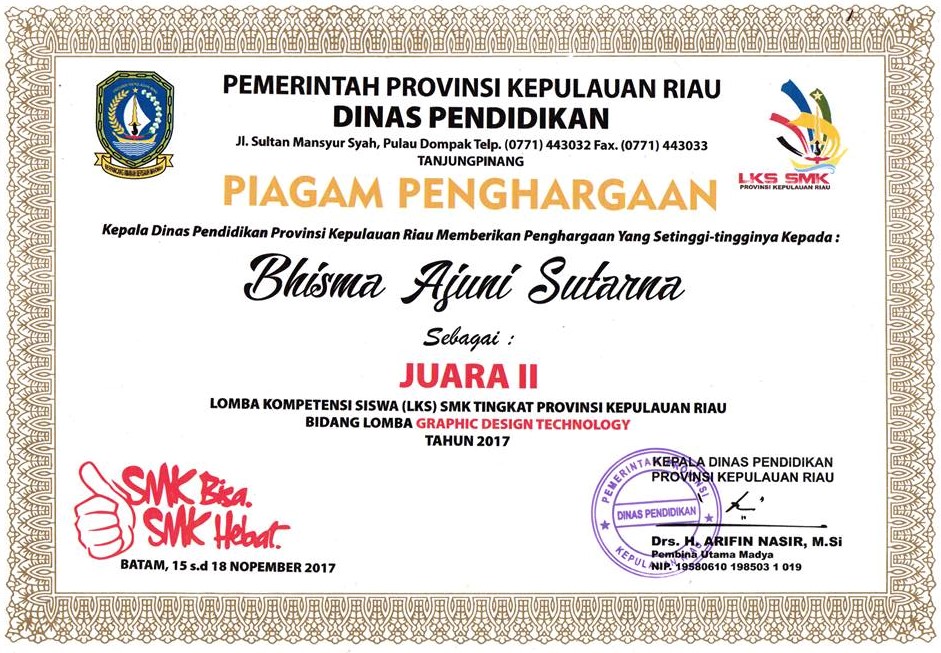 PEMERINTAH PROVINSI KEPULAUAN RIAU
DINAS PENDIDIKAN
Jl. Sultan Mansyur Syah, Pulau Dompak Telp. (0771) 443032 Fax. (0771) 443033
TANJUNGPINANG
LKS SMK
PROVINSI KEPULAUAN RIAU
PIAGAM PENGHARGAAN
Kepala Dinas Pendidikan Provinsi Kepulauan Riau Memberikan Penghargaan Yang Setinggi-tingginya Kepada :
Bhisma Ajuni Sutarna
Sebagai :
JUARA II
LOMBA KOMPETENSI SISWA (LKS) SMK TINGKAT PROVINSI KEPULAUAN RIAU
BIDANG LOMBA GRAPHIC DESIGN TECHNOLOGY
TAHUN 2017
SMK Bisa.
SMK Hebat.
BATAM, 15 s.d 18 NOPEMBER 2017
KEPALA DINAS PENDIDIKAN
PROVINSI KEPULAUAN RIAU
PEMERINTAH PROVINSI
DINAS PENDIDIKAN
Drs. H. ARIFIN NASIR, M.Si
Pembina Utama Madya
NIP. 19580610 198503 1 019